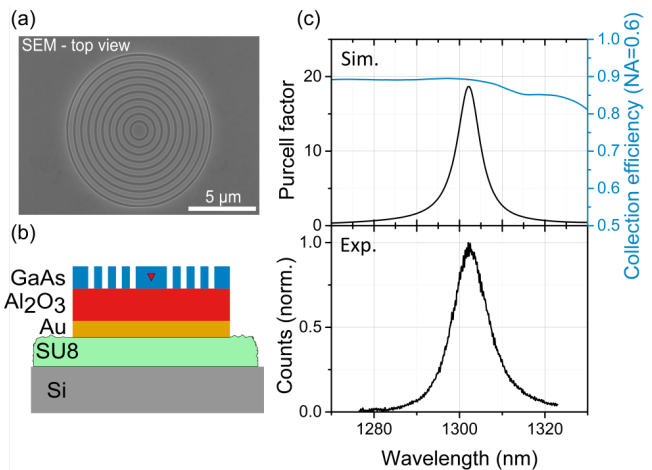 (a)
SEM - top view
5 µm
(b)
GaAs
Al2O3
Au
SU8
Si
(c)
Sim.
Purcell factor
20
10
0
Collection efficiency (NA=0.6)
1.0
0.9
0.8
0.7
0.6
0.5
Exp.
Counts (norm.)
1.0
0.5
0.0
1280
1300
1320
Wavelength (nm)